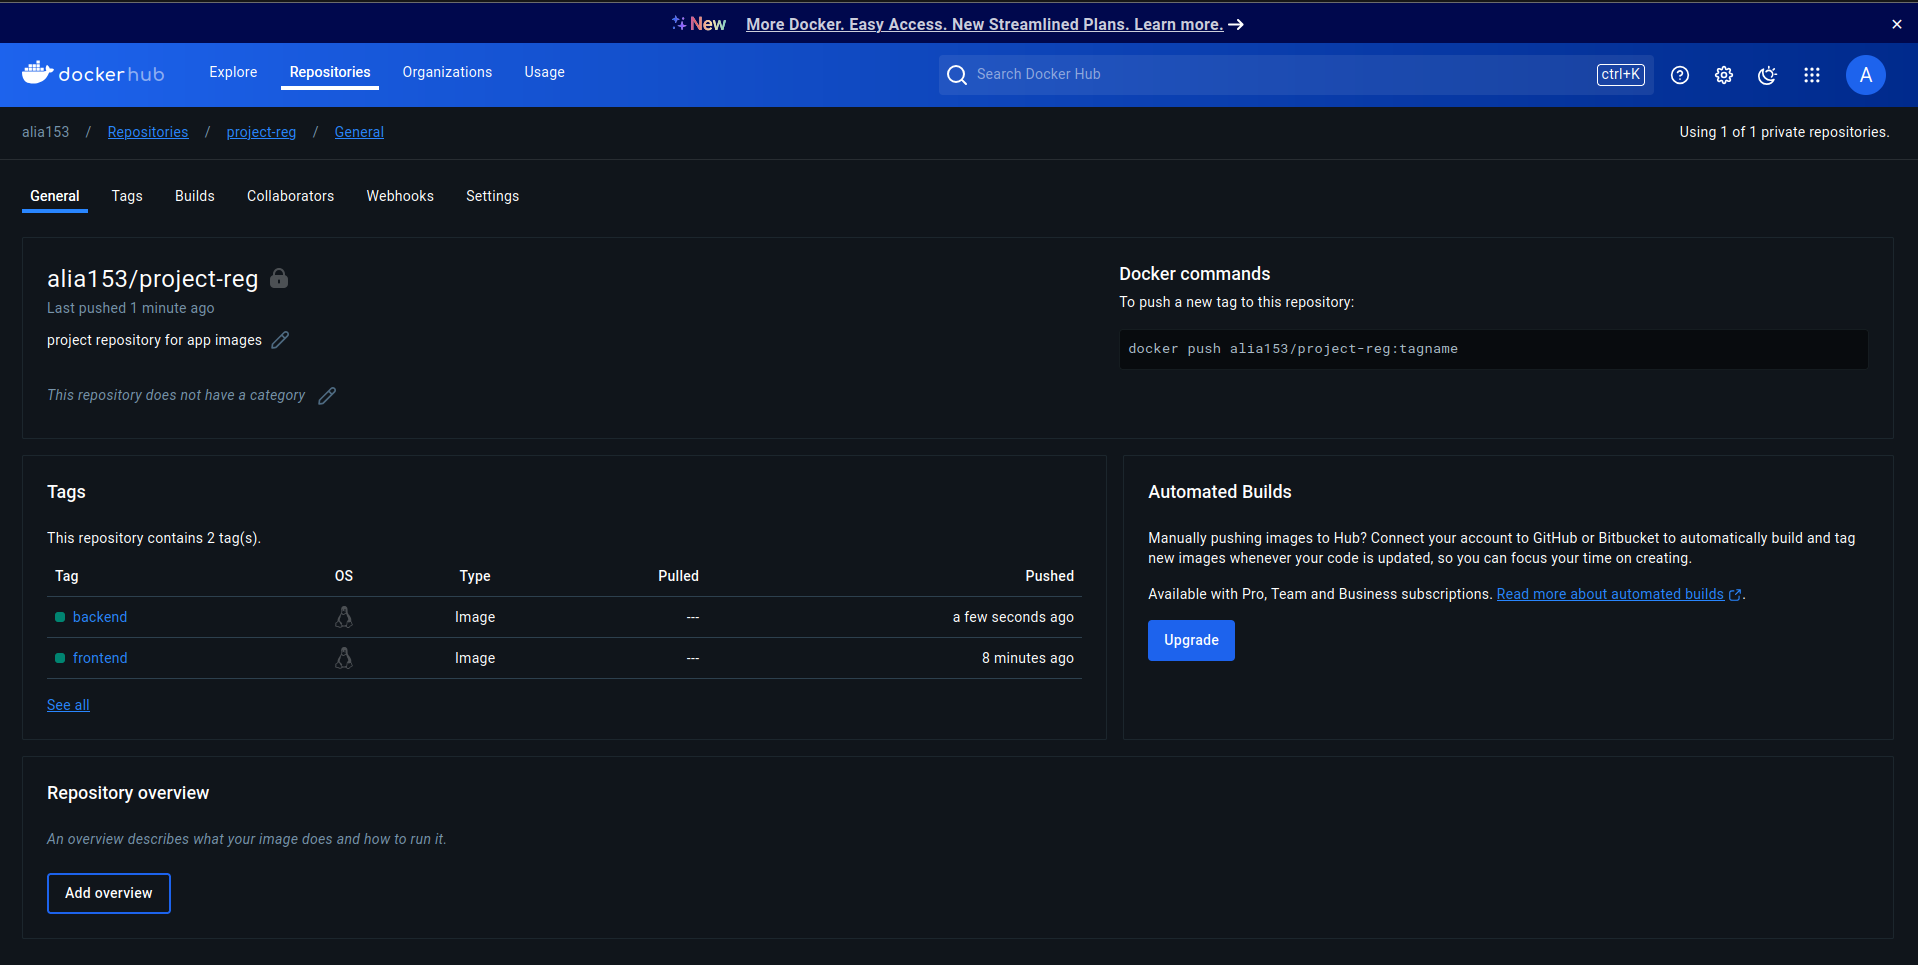 New More Docker. Easy Access. New Streamlined Plans. Learn more. → ×
dockerhub Explore Repositories Organizations Usage Search Docker Hub ctrl+K A
alia153 / Repositories / project-reg / General Using 1 of 1 private repositories.
General Tags Builds Collaborators Webhooks Settings
alia153/project-reg
Last pushed 1 minute ago
project repository for app images
This repository does not have a category
Docker commands
To push a new tag to this repository:
docker push alia153/project-reg:tagname
Tags
This repository contains 2 tag(s).
Tag OS Type Pulled Pushed
backend Image --- a few seconds ago
frontend Image --- 8 minutes ago
See all
Automated Builds
Manually pushing images to Hub? Connect your account to GitHub or Bitbucket to automatically build and tag
new images whenever your code is updated, so you can focus your time on creating.
Available with Pro, Team and Business subscriptions. Read more about automated builds.
Upgrade
Repository overview
An overview describes what your image does and how to run it.
Add overview